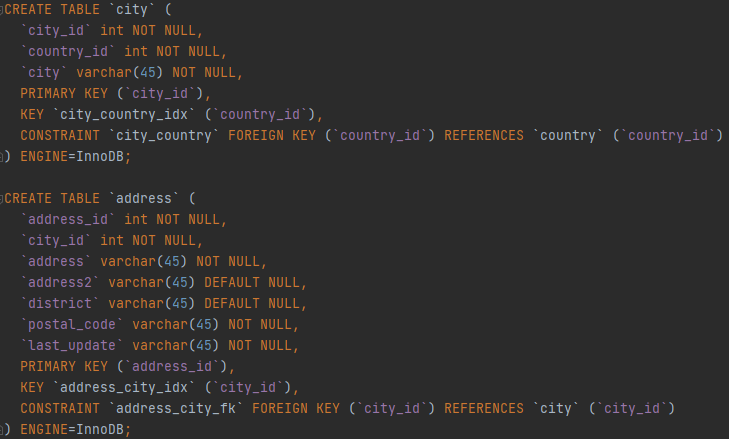 CREATE TABLE `city` (
`city_id` int NOT NULL,
`country_id` int NOT NULL,
`city` varchar(45) NOT NULL,
PRIMARY KEY (`city_id`),
KEY `city_country_idx` (`country_id`),
CONSTRAINT `city_country` FOREIGN KEY (`country_id`) REFERENCES `country` (`country_id`)
) ENGINE=InnoDB;
CREATE TABLE `address` (
`address_id` int NOT NULL,
`city_id` int NOT NULL,
`address` varchar(45) NOT NULL,
`address2` varchar(45) DEFAULT NULL,
`district` varchar(45) DEFAULT NULL,
`postal_code` varchar(45) NOT NULL,
`last_update` varchar(45) NOT NULL,
PRIMARY KEY (`address_id`),
KEY `address_city_idx` (`city_id`),
CONSTRAINT `address_city_fk` FOREIGN KEY (`city_id`) REFERENCES `city` (`city_id`)
) ENGINE=InnoDB;